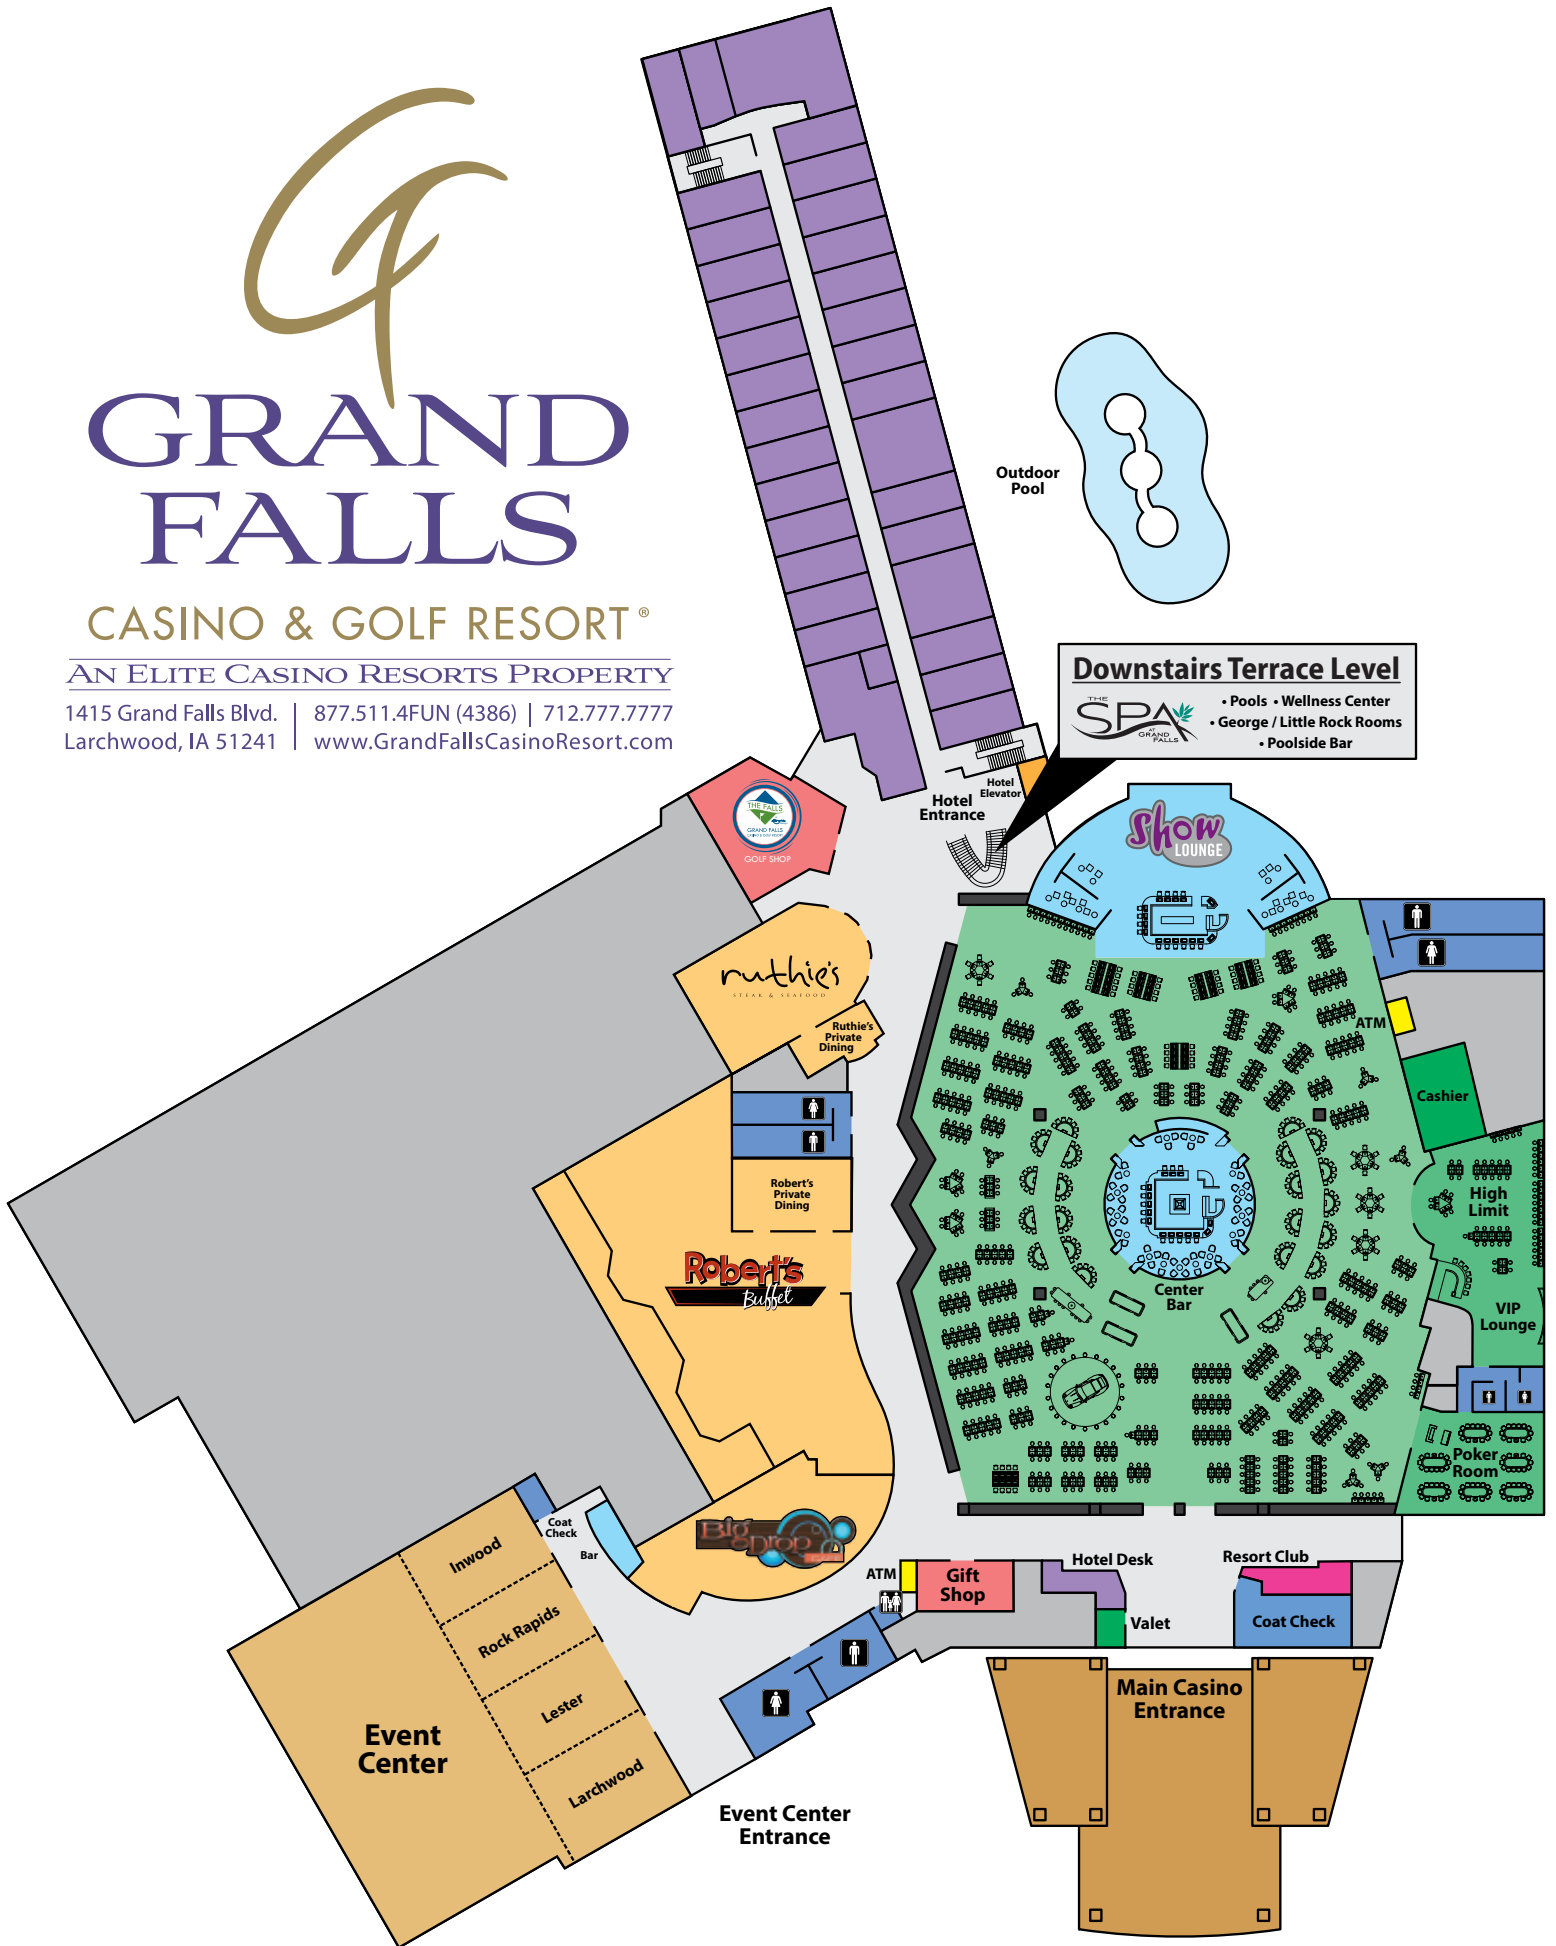 GRAND
FALLS
CASINO & GOLF RESORT®
AN ELITE CASINO RESORTS PROPERTY
1415 Grand Falls Blvd. | 877.511.4FUN (4386) | 712.777.7777
Larchwood, IA 51241 | www.GrandFallsCasinoResort.com
Outdoor
Pool
Downstairs Terrace Level
THE
SPA
AT
GRAND
FALLS
• Pools • Wellness Center
• George / Little Rock Rooms
• Poolside Bar
Hotel
Elevator
Hotel
Entrance
THE FALLS
GRAND FALLS
CASINO & GOLF RESORT
GOLF SHOP
Show
LOUNGE
ruthie's
STEAK & SEAFOOD
Ruthie's
Private
Dining
ATM
Cashier
Robert's
Private
Dining
High
Limit
Robert's
Buffet
Center
Bar
VIP
Lounge
Poker
Room
Coat
Check
Bar
Big Drop
ATM
Gift
Shop
Hotel Desk
Resort Club
Valet
Coat Check
Inwood
Rock Rapids
Lester
Larchwood
Event
Center
Main Casino
Entrance
Event Center
Entrance